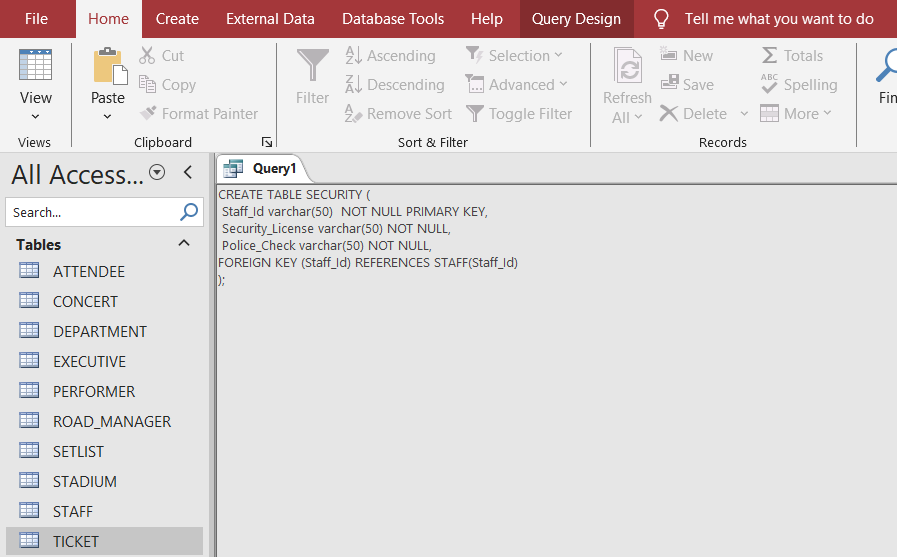 File Home Create External Data Database Tools Help Query Design Tell me what you want to do
View
Views
Paste
Cut
Copy
Format Painter
Clipboard
Filter
Ascending
Descending
Remove Sort
Selection
Advanced
Toggle Filter
Sort & Filter
Refresh
All
New
Save
Delete
Totals
Spelling
More
Records
Fin
All Access...
Search...
Tables
ATTENDEE
CONCERT
DEPARTMENT
EXECUTIVE
PERFORMER
ROAD_MANAGER
SETLIST
STADIUM
STAFF
TICKET
Query1
CREATE TABLE SECURITY (
Staff_Id varchar(50)  NOT NULL PRIMARY KEY,
Security_License varchar(50) NOT NULL,
Police_Check varchar(50) NOT NULL,
FOREIGN KEY (Staff_Id) REFERENCES STAFF(Staff_Id)
);